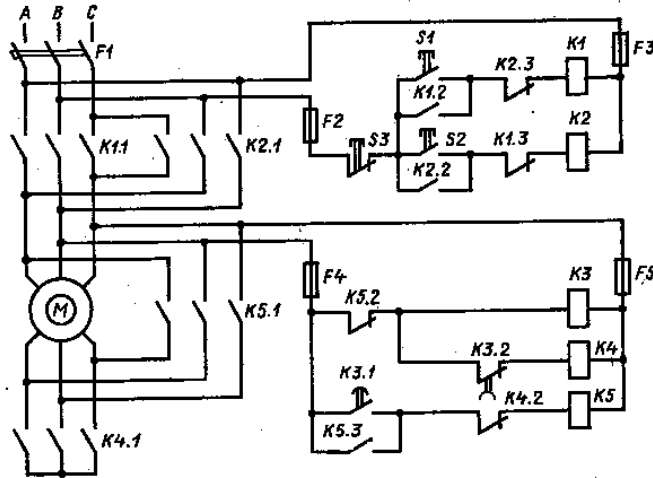 A B C
F1
S1
K2.3
K1
F3
K1.2
K1.1
K2.1
F2
S3
S2
K1.3
K2
K2.2
M
K5.1
F4
K5.2
K3
F5
K3.2
K4
K3.1
K4.2
K5
K5.3
K4.1